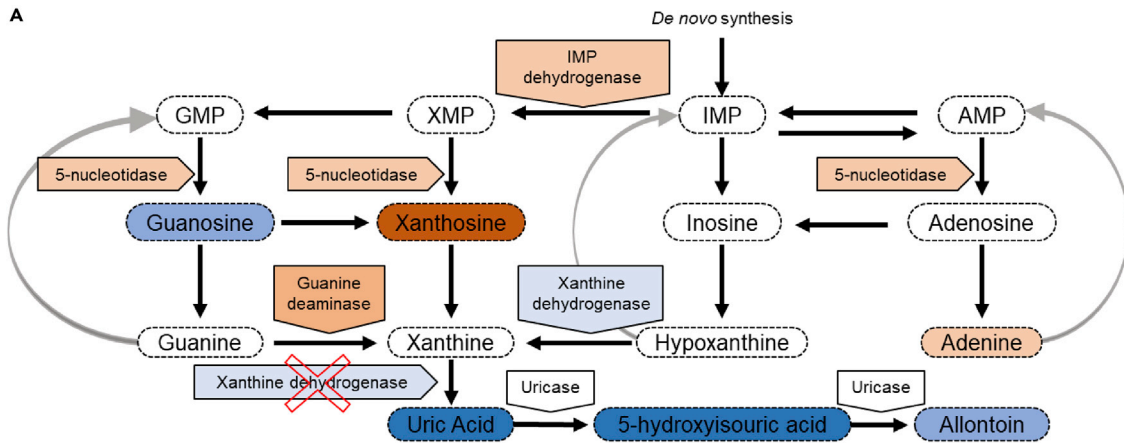 A
De novo synthesis
IMP
dehydrogenase
GMP
XMP
IMP
AMP
5-nucleotidase
5-nucleotidase
5-nucleotidase
Guanosine
Xanthosine
Inosine
Adenosine
Guanine
deaminase
Xanthine
dehydrogenase
Guanine
Xanthine
Hypoxanthine
Adenine
Xanthine dehydrogenase
Uricase
Uricase
Uric Acid
5-hydroxyisouric acid
Allontoin